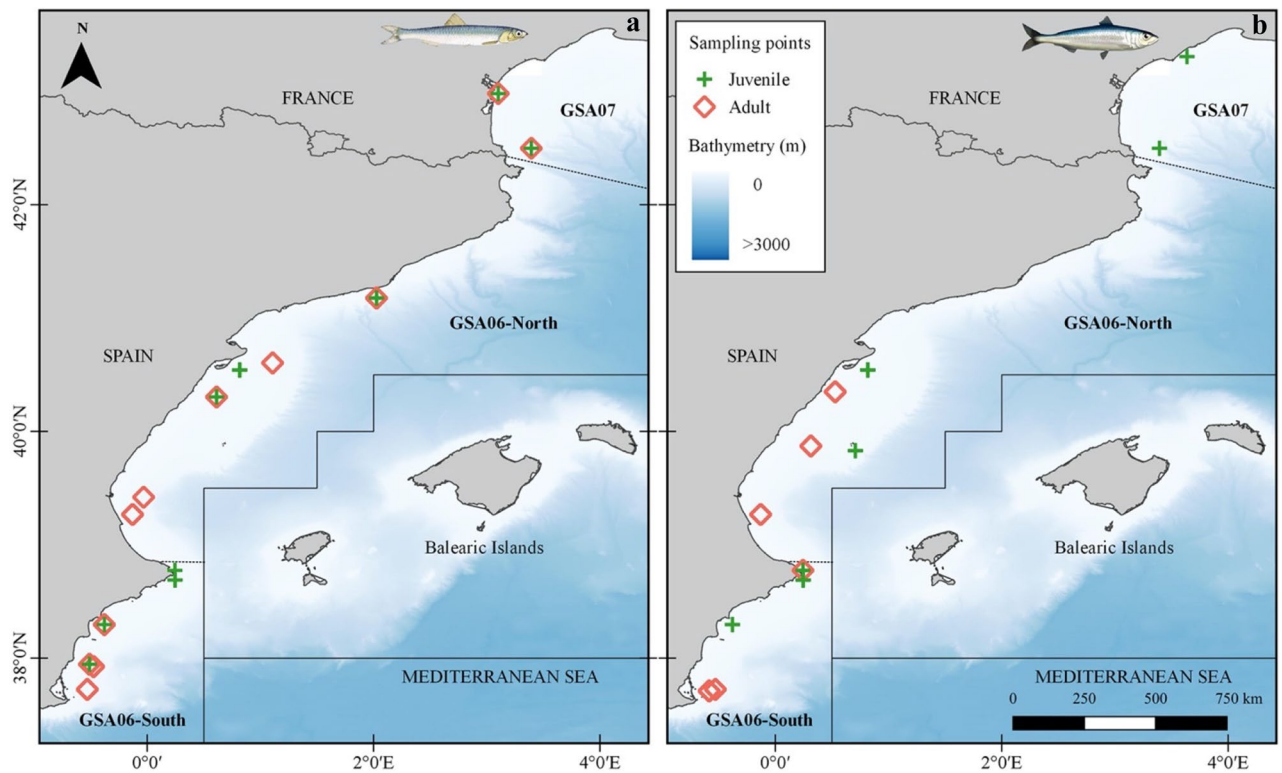 a
N
FRANCE
GSA07
42°0'N
GSA06-North
SPAIN
40°0'N
Balearic Islands
38°0'N
MEDITERRANEAN SEA
GSA06-South
0°0'
2°0'E
4°0'E
b
Sampling points
Juvenile
Adult
Bathymetry (m)
0
>3000
FRANCE
GSA07
GSA06-North
SPAIN
Balearic Islands
MEDITERRANEAN SEA
0 250 500 750 km
GSA06-South
0°0'
2°0'E
4°0'E